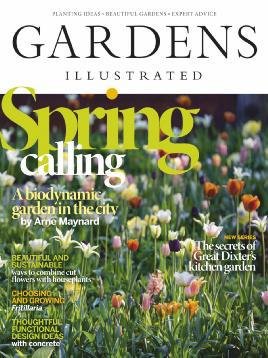 PLANTING IDEAS • BEAUTIFUL GARDENS • EXPERT ADVICE
GARDENS
ILLUSTRATED
Spring
calling
A biodynamic
garden in the city
by Arne Maynard
NEW SERIES
The secrets of
Great Dixter's
kitchen garden
BEAUTIFUL AND
SUSTAINABLE
ways to combine cut
flowers with houseplants
CHOOSING
AND GROWING
Fritillaria
THOUGHTFUL
FUNCTIONAL
DESIGN IDEAS
with concrete